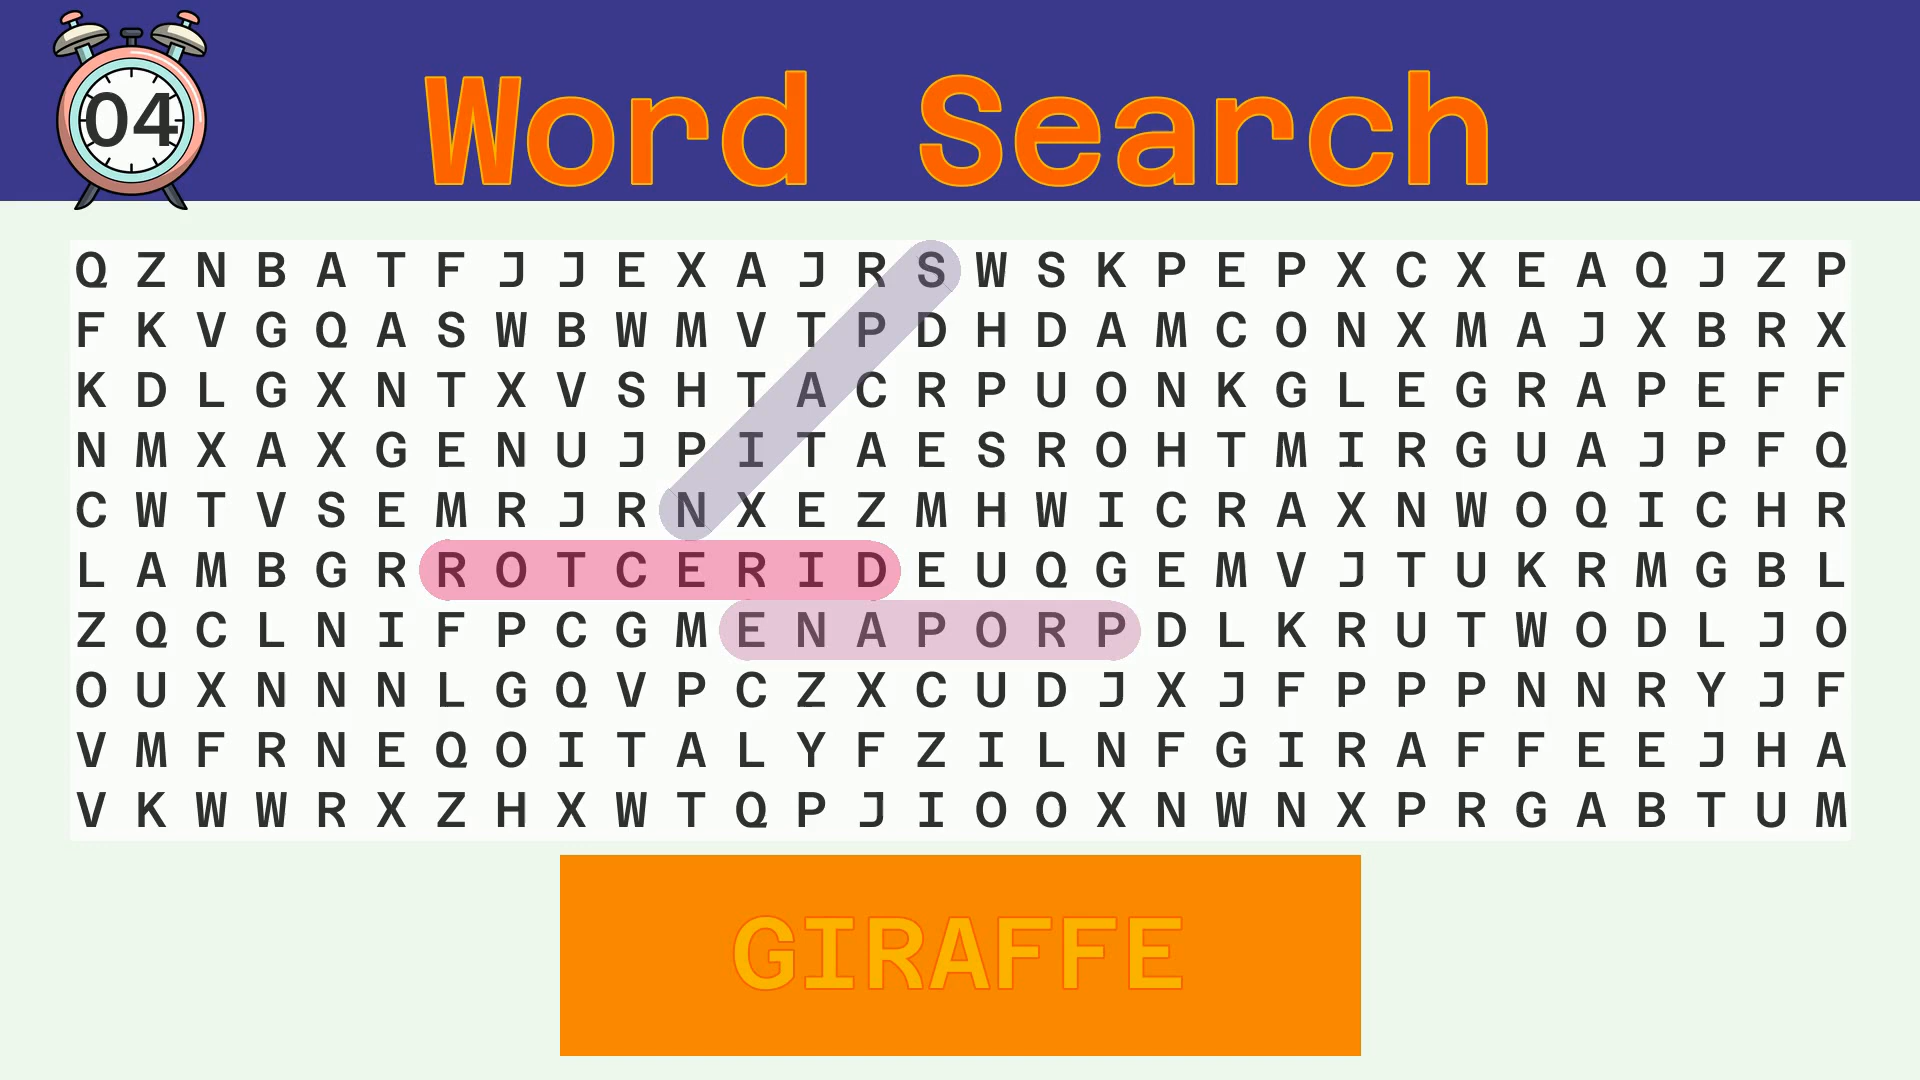 04
Word Search
Q Z N B A T F J J E X A J R S W S K P E P X C X E A Q J Z P
F K V G Q A S W B W M V T P D H D A M C O N X M A J X B R X
K D L G X N T X V S H T A C R P U O N K G L E G R A P E F F
N M X A X G E N U J P I T A E S R O H T M I R G U A J P F Q
C W T V S E M R J R N X E Z M H W I C R A X N W O Q I C H R
L A M B G R R O T C E R I D E U Q G E M V J T U K R M G B L
Z Q C L N I F P C G M E N A P O R P D L K R U T W O D L J O
O U X N N N L G Q V P C Z X C U D J X J F P P P N N R Y J F
V M F R N E Q O I T A L Y F Z I L N F G I R A F F E E J H A
V K W W R X Z H X W T Q P J I O O X N W N X P R G A B T U M
GIRAFFE